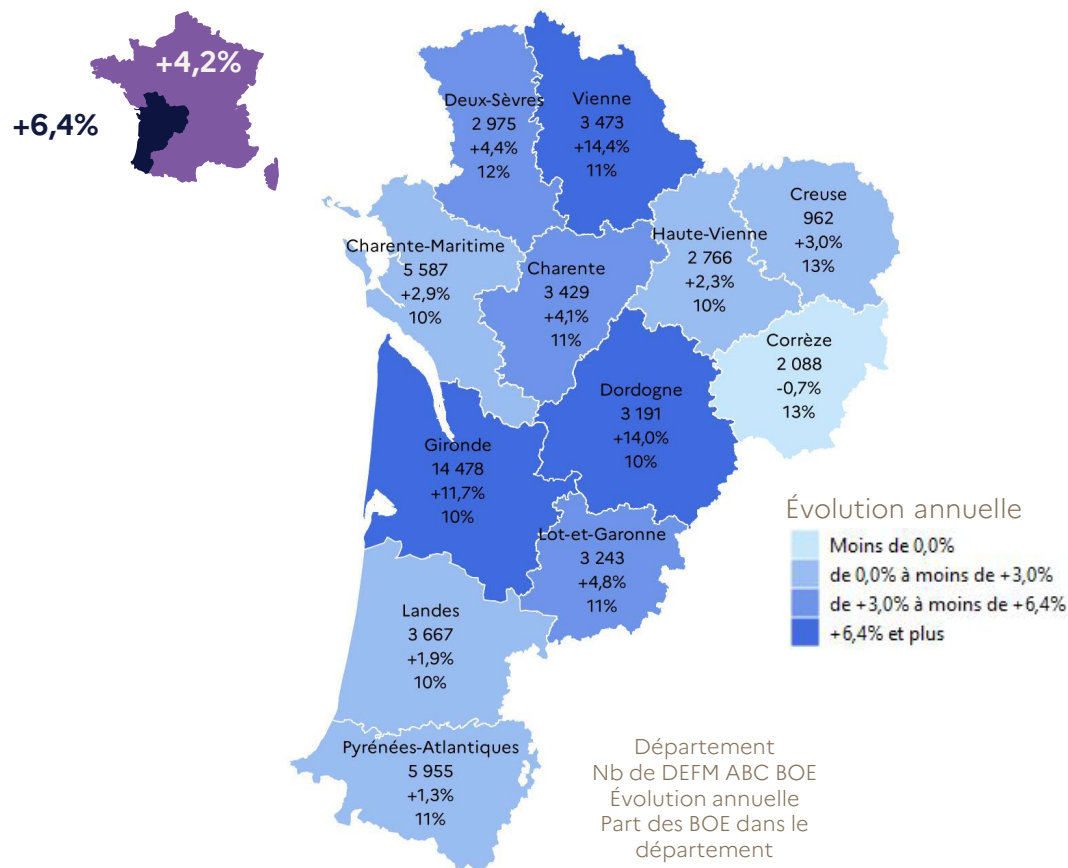 +4,2%
+6,4%
Deux-Sèvres
2 975
+4,4%
12%
Vienne
3 473
+14,4%
11%
Creuse
962
+3,0%
13%
Haute-Vienne
2 766
+2,3%
10%
Charente-Maritime
5 587
+2,9%
10%
Charente
3 429
+4,1%
11%
Corrèze
2 088
-0,7%
13%
Dordogne
3 191
+14,0%
10%
Gironde
14 478
+11,7%
10%
Lot-et-Garonne
3 243
+4,8%
11%
Landes
3 667
+1,9%
10%
Pyrénées-Atlantiques
5 955
+1,3%
11%
Évolution annuelle
Moins de 0,0%
de 0,0% à moins de +3,0%
de +3,0% à moins de +6,4%
+6,4% et plus
Département
Nb de DEFM ABC BOE
Évolution annuelle
Part des BOE dans le
département